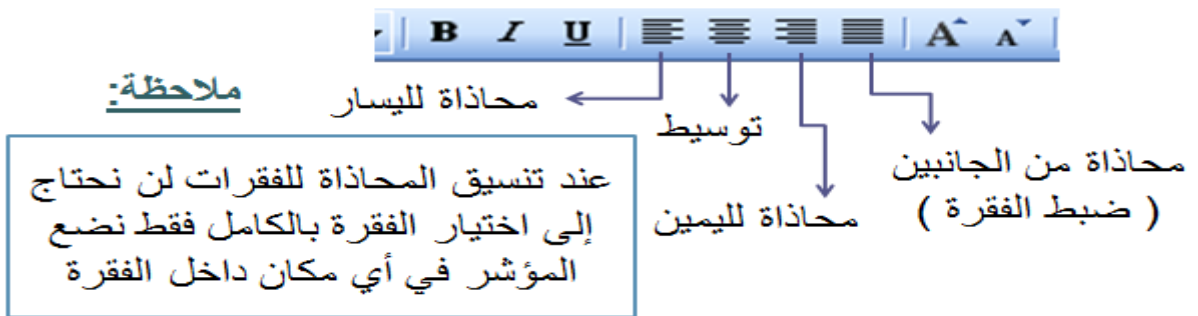 B I U A A
ملاحظة:
محاذاة لليسار
توسيط
محاذاة لليمين
محاذاة من الجانبين
( ضبط الفقرة )
عند تنسيق المحاذاة للفقرات لن نحتاج
إلى اختيار الفقرة بالكامل فقط نضع
المؤشر في أي مكان داخل الفقرة